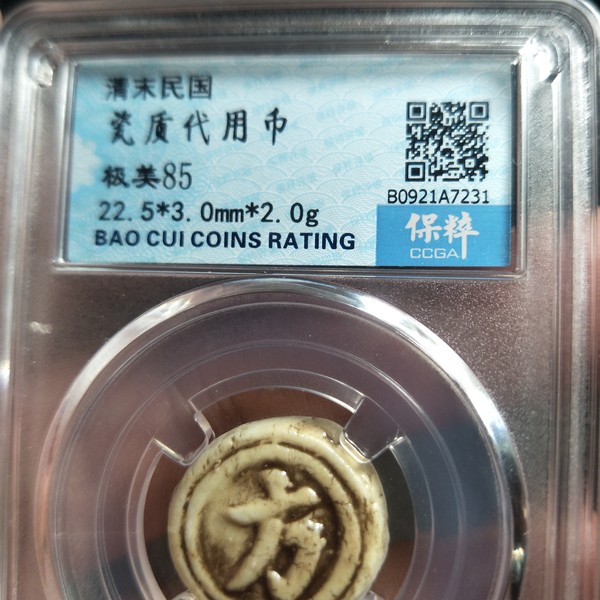 清末民国
瓷质代用币
极美85
22.5*3.0mm*2.0g
BAO CUI COINS RATING
B0921A7231
保粹
CCGA
方